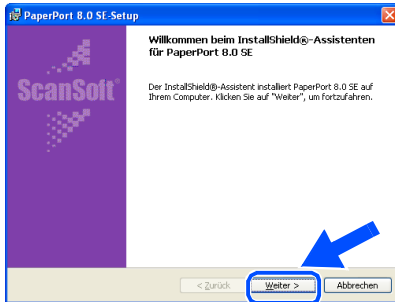 PaperPort 8.0 SE-Setup
Willkommen beim InstallShield®-Assistenten
für PaperPort 8.0 SE
ScanSoft®
Der InstallShield®-Assistent installiert PaperPort 8.0 SE auf
Ihrem Computer. Klicken Sie auf "Weiter", um fortzufahren.
< Zurück Weiter > Abbrechen